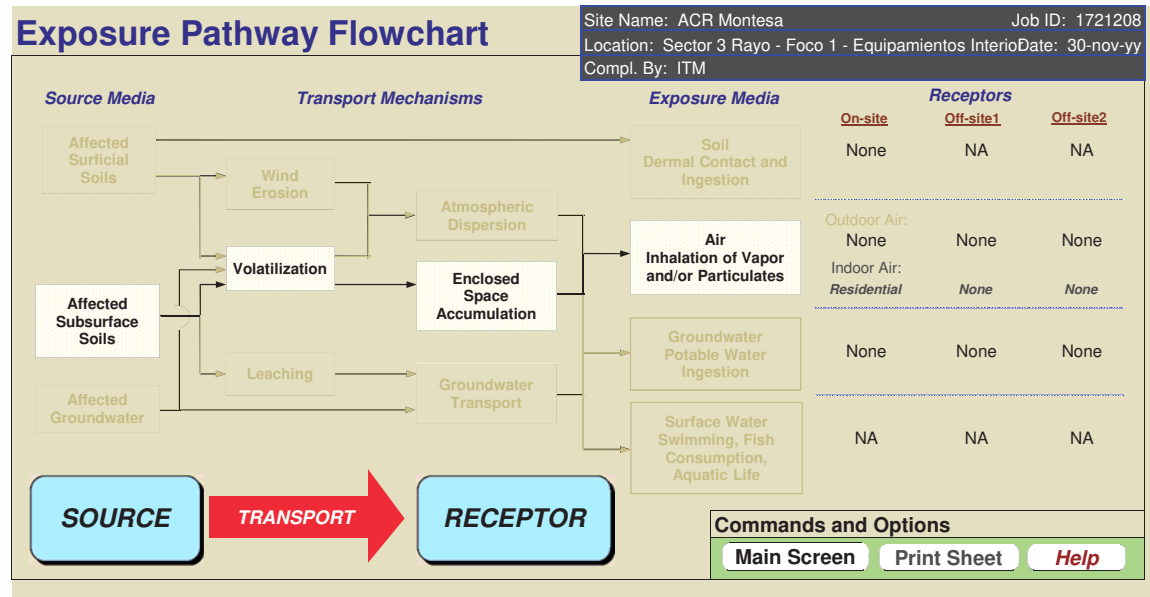 Exposure Pathway Flowchart
Site Name: ACR Montesa Job ID: 1721208
Location: Sector 3 Rayo - Foco 1 - Equipamientos Interio Date: 30-nov-yy
Compl. By: ITM
Source Media
Transport Mechanisms
Exposure Media
Receptors
On-site Off-site1 Off-site2
Affected
Surficial
Soils
Wind
Erosion
Atmospheric
Dispersion
Soil
Dermal Contact and
Ingestion
None NA NA
Volatilization
Enclosed
Space
Accumulation
Air
Inhalation of Vapor
and/or Particulates
Outdoor Air:
None None None
Indoor Air:
Residential None None
Affected
Subsurface
Soils
Leaching
Groundwater
Potable Water
Ingestion
None None None
Affected
Groundwater
Groundwater
Transport
Surface Water
Swimming, Fish
Consumption,
Aquatic Life
NA NA NA
SOURCE
TRANSPORT
RECEPTOR
Commands and Options
Main Screen Print Sheet Help